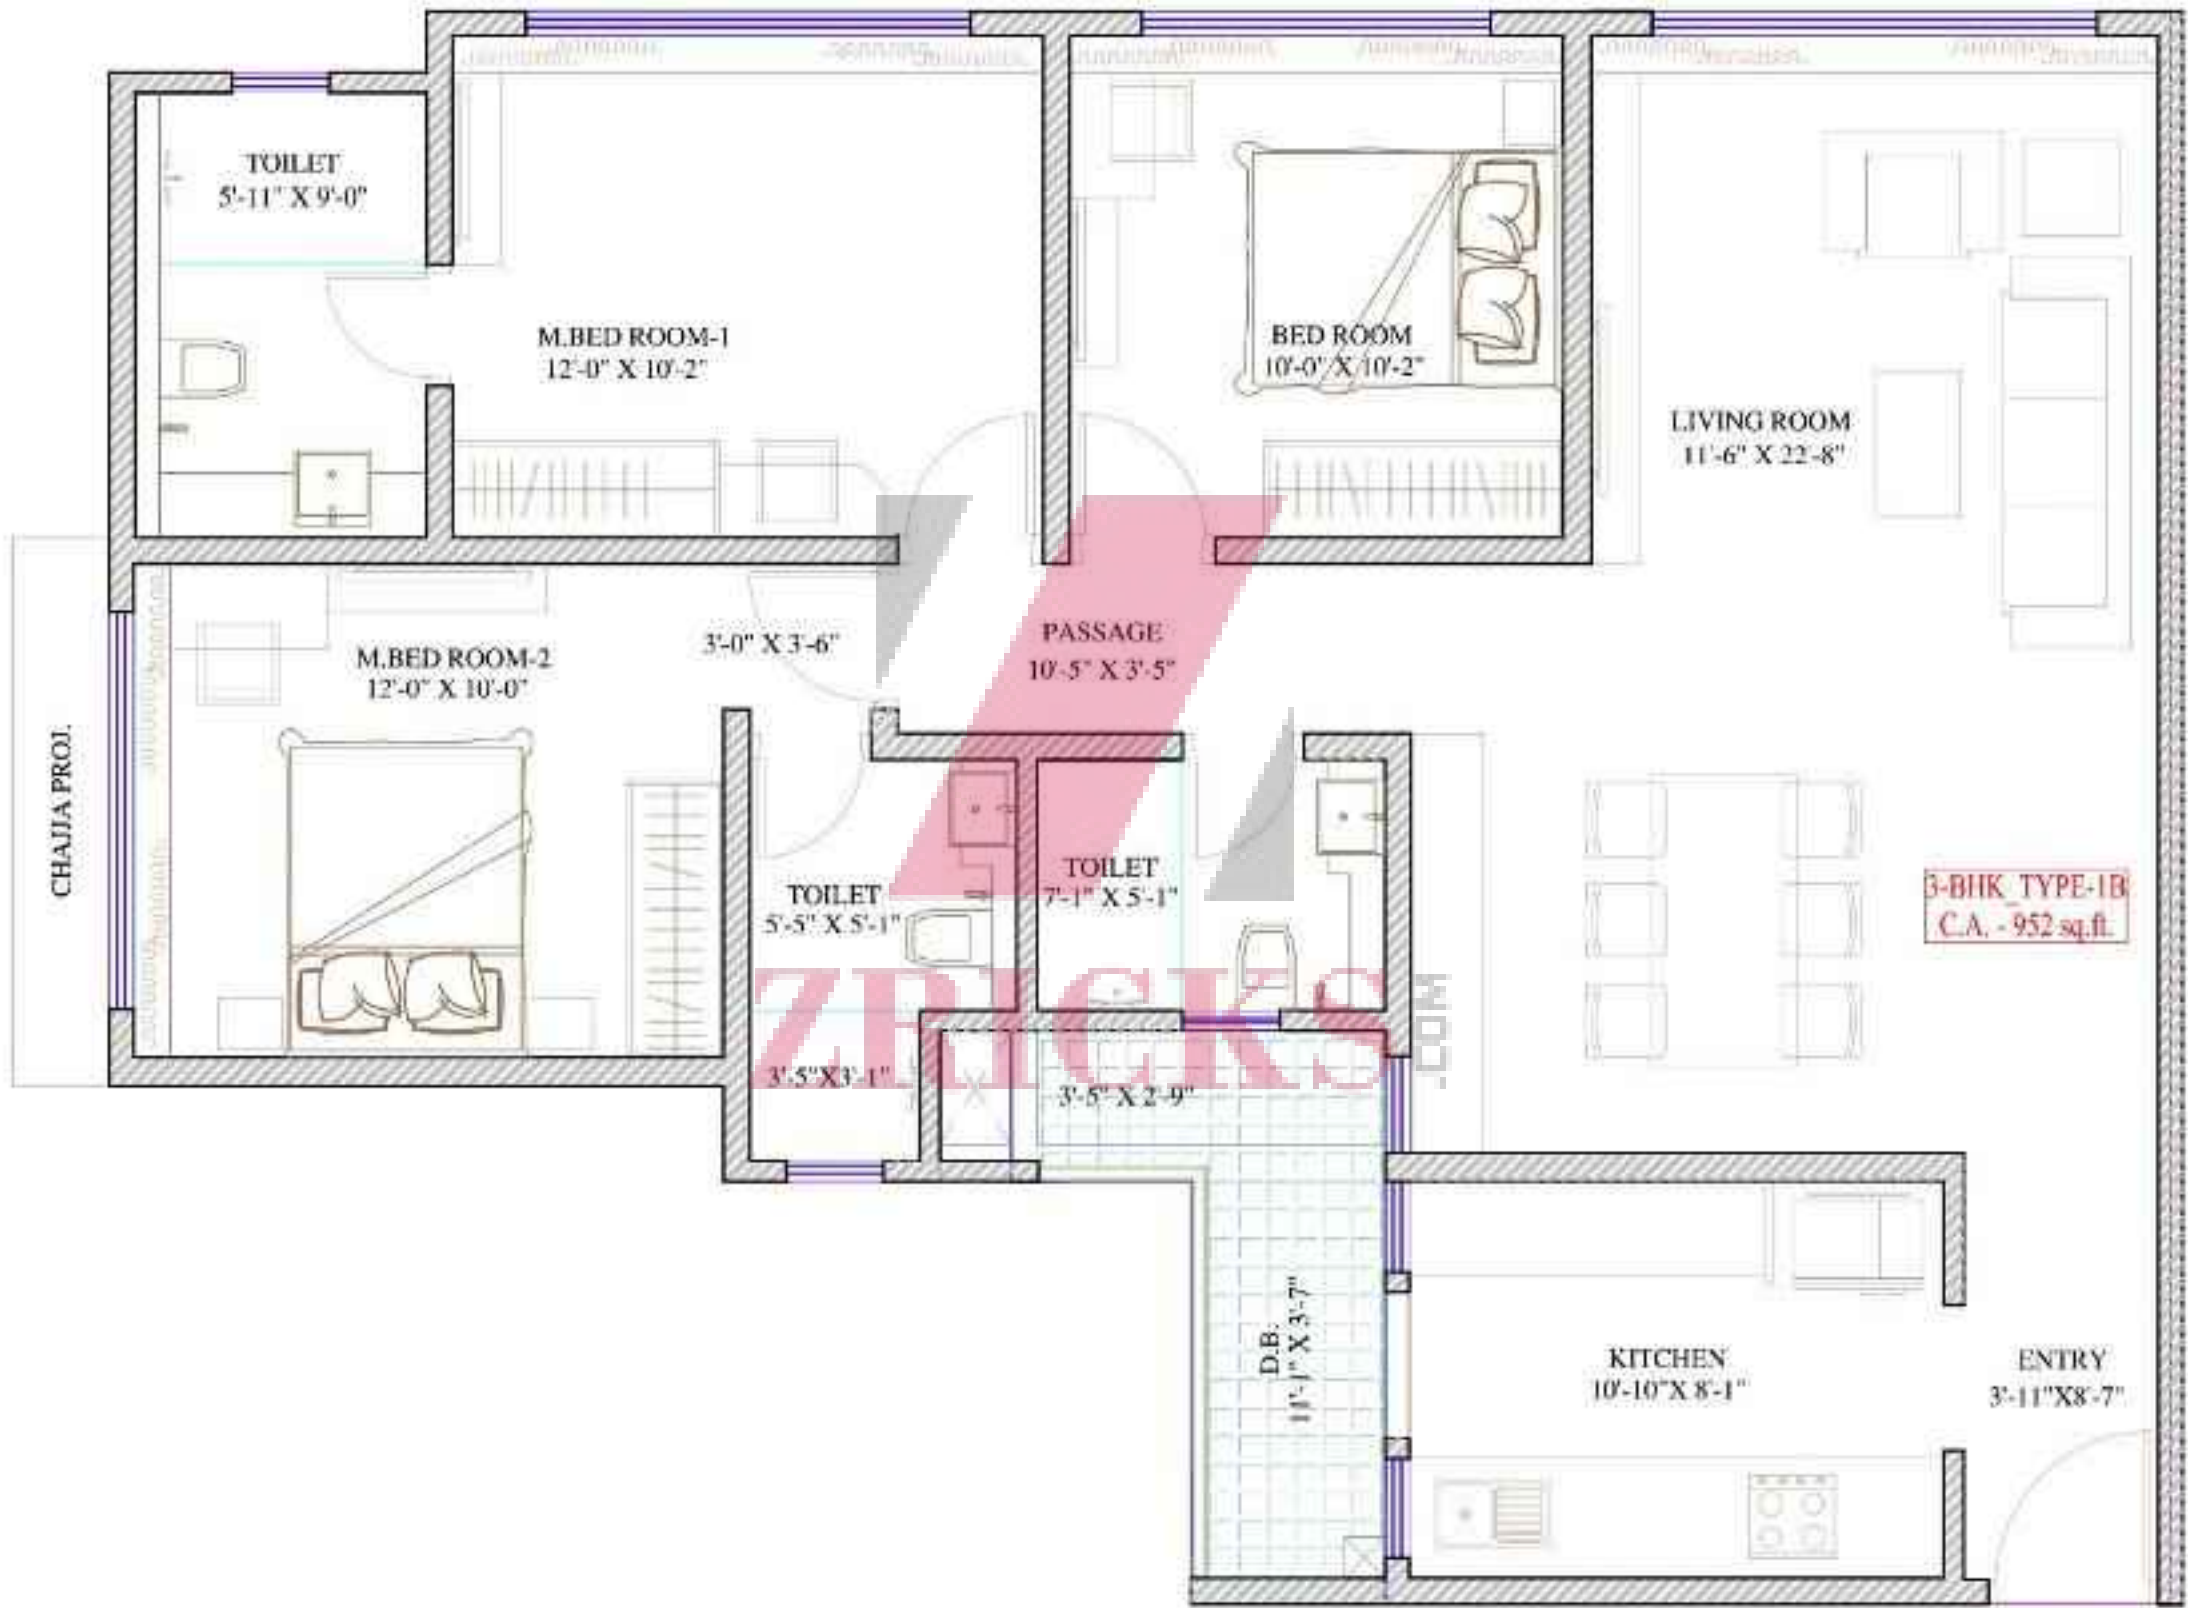 TOILET
5'-11" X 9'-0"
M.BED ROOM-1
12'-0" X 10'-2"
BED ROOM
10'-0" X 10'-2"
LIVING ROOM
11'-6" X 22'-8"
M.BED ROOM-2
12'-0" X 10'-0"
3'-0" X 3'-6"
PASSAGE
10'-5" X 3'-5"
CHAJJA PROJ.
TOILET
5'-5" X 5'-1"
TOILET
7'-1" X 5'-1"
3-BHK_TYPE-1B
C.A. - 952 sq.ft.
ZRICKS
.COM
3'-5"X3'-1"
3'-5" X 2'-9"
D.B.
11'-1" X 3'-7"
KITCHEN
10'-10"X 8'-1"
ENTRY
3'-11"X8'-7"